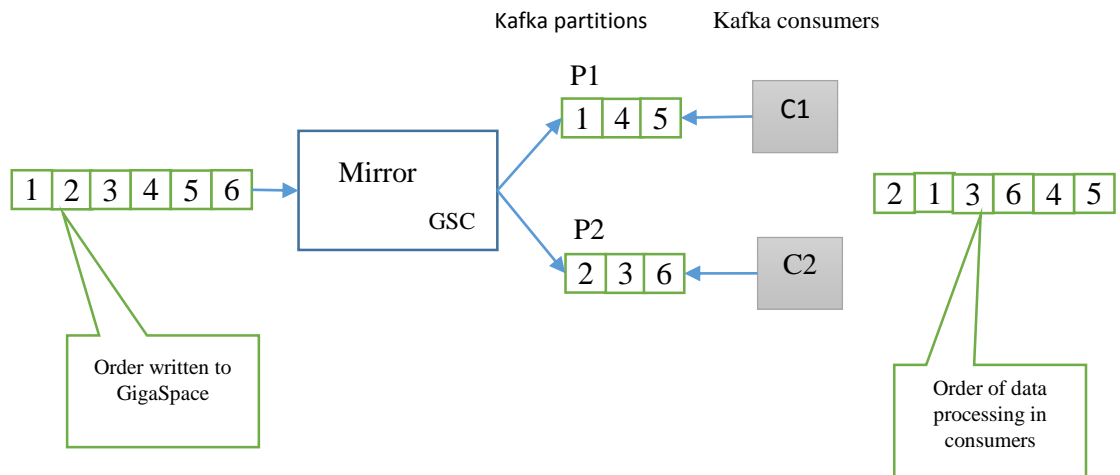 Kafka partitions
Kafka consumers
P1
1 4 5
C1
1 2 3 4 5 6
Mirror
GSC
2 1 3 6 4 5
P2
2 3 6
C2
Order written to
GigaSpace
Order of data
processing in
consumers